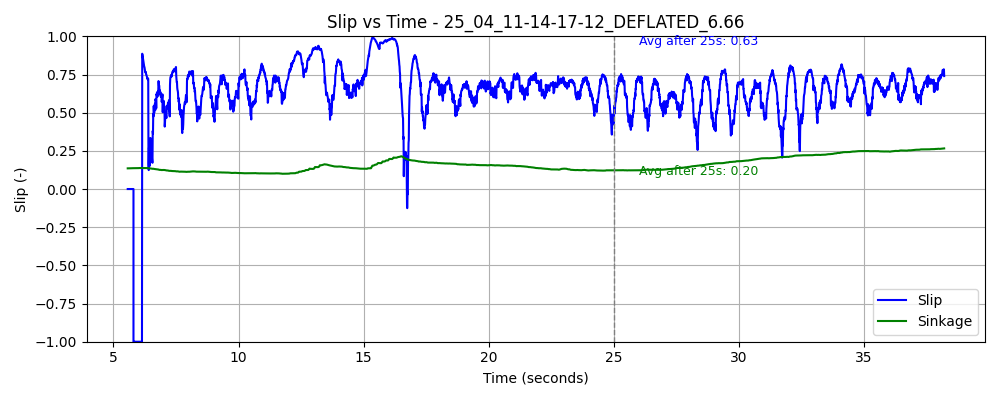 Slip vs Time - 25_04_11-14-17-12_DEFLATED_6.66
Avg after 25s: 0.63
1.00
0.75
0.50
0.25
0.00
−0.25
−0.50
−0.75
−1.00
Slip (-)
Avg after 25s: 0.20
Slip
Sinkage
5
10
15
20
25
30
35
Time (seconds)